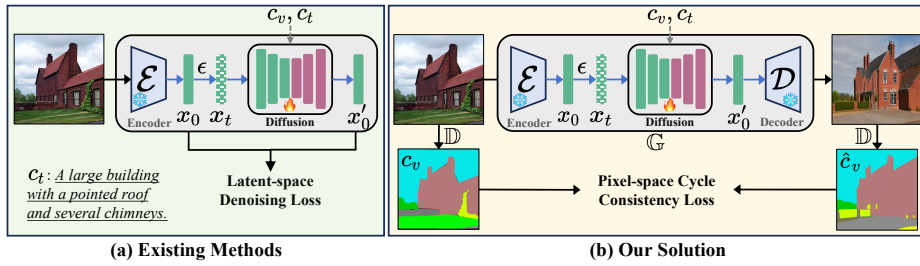 c_v, c_t
ℰ
ϵ
x_0
x_t
x'_0
Encoder
Diffusion
c_t: A large building
with a pointed roof
and several chimneys.
Latent-space
Denoising Loss
(a) Existing Methods
c_v, c_t
ℰ
ϵ
x_0
x_t
x'_0
𝒟
Encoder
Diffusion
Decoder
𝔾
𝔻
𝔻
c_v
ĉ_v
Pixel-space Cycle
Consistency Loss
(b) Our Solution